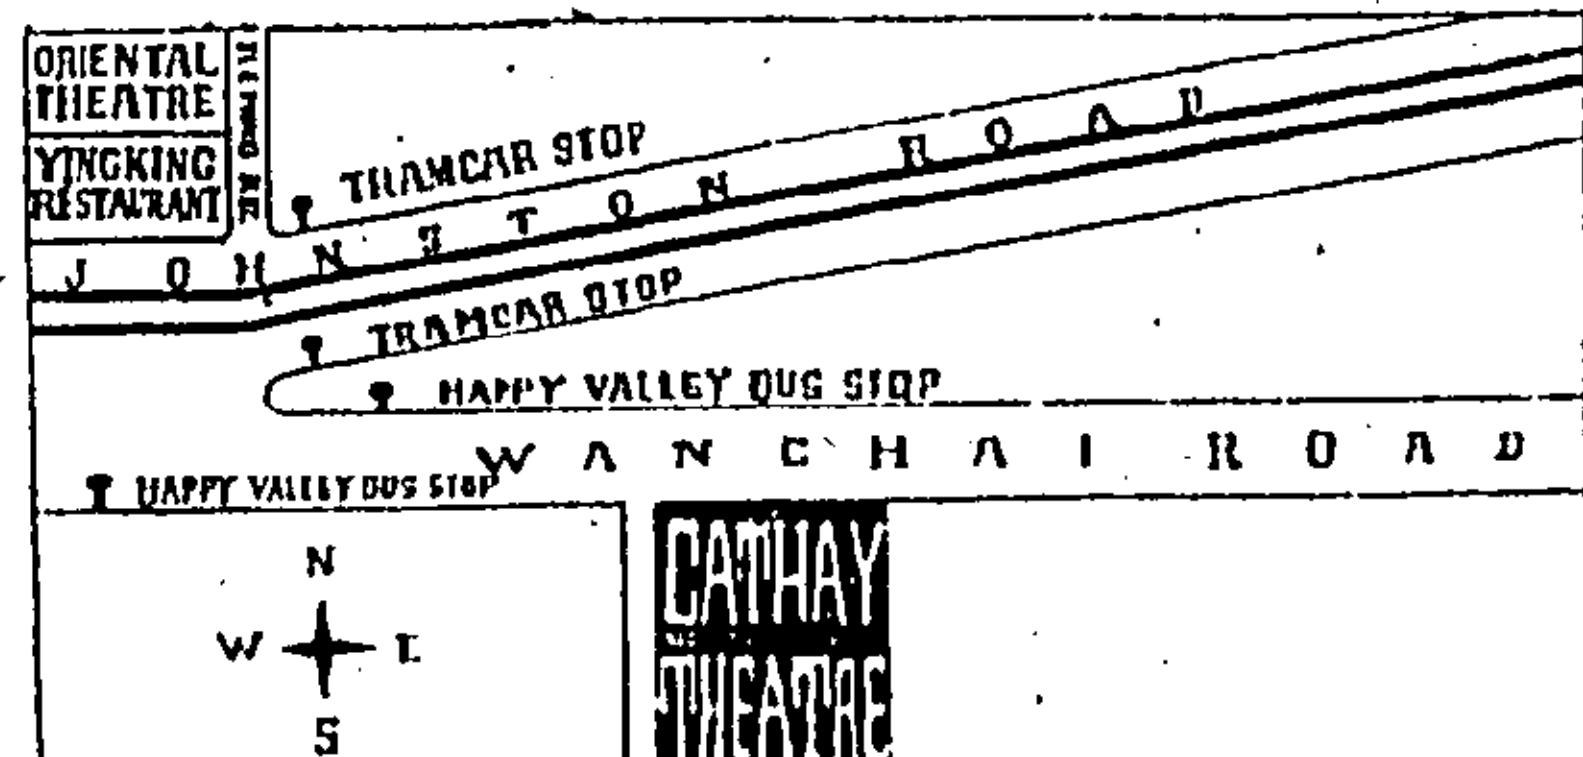 ORIENTAL
THEATRE
YINGKING
RESTAURANT
TRAMCAR STOP
JOHNSTON ROAD
TRAMCAR STOP
HAPPY VALLEY BUS STOP
WANCHAI ROAD
HAPPY VALLEY BUS STOP
N
W E
S
CATHAY
THEATRE